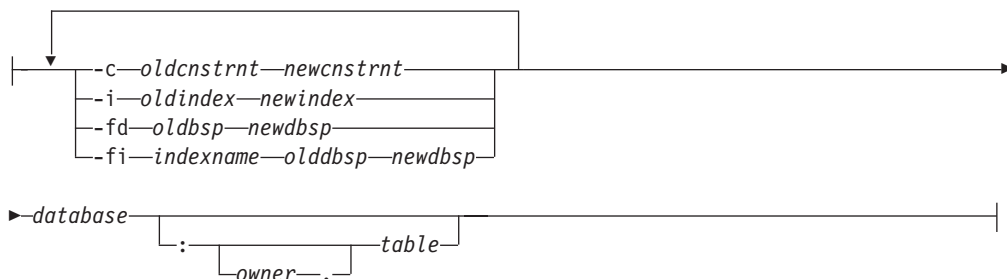 -c oldcnstrnt newcnstrnt
-i oldindex newindex
-fd oldbsp newdbsp
-fi indexname olddbsp newdbsp
database : table
owner .